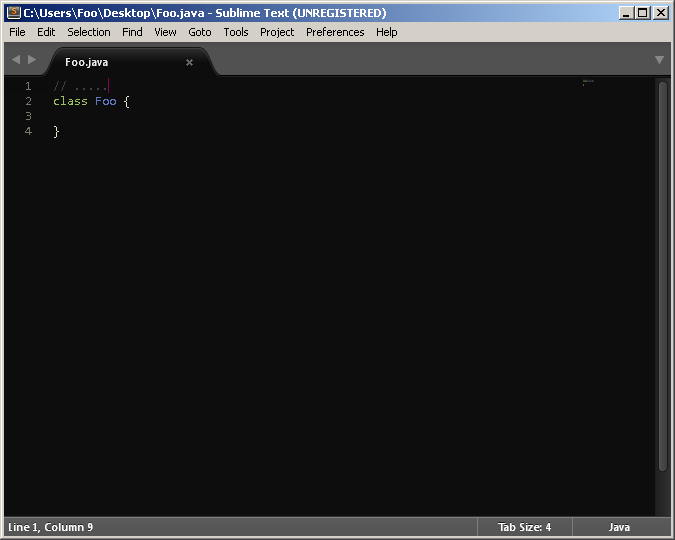 C:\Users\Foo\Desktop\Foo.java - Sublime Text (UNREGISTERED)
File Edit Selection Find View Goto Tools Project Preferences Help
Foo.java
1 // .....
2 class Foo {
3
4 }
Line 1, Column 9 Tab Size: 4 Java